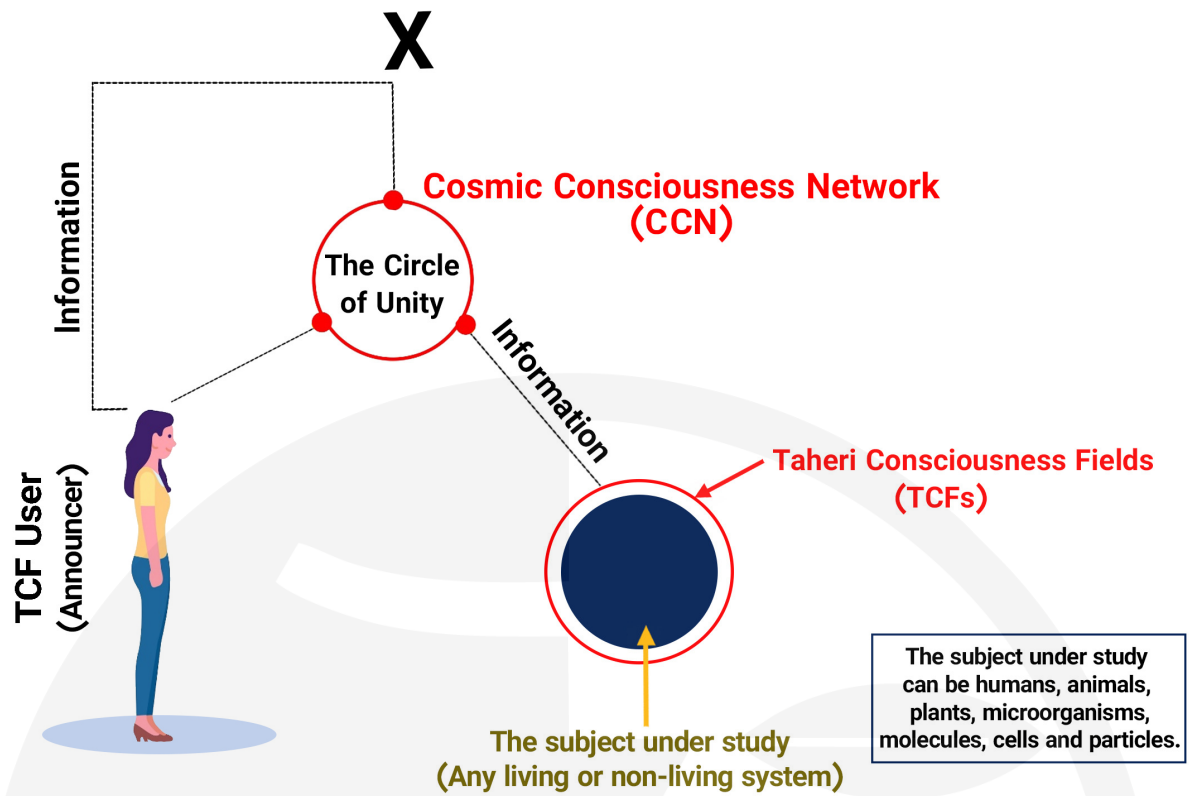 X
Information
Cosmic Consciousness Network
(CCN)
The Circle
of Unity
Information
Taheri Consciousness Fields
(TCFs)
TCF User
(Announcer)
The subject under study
(Any living or non-living system)
The subject under study
can be humans, animals,
plants, microorganisms,
molecules, cells and particles.